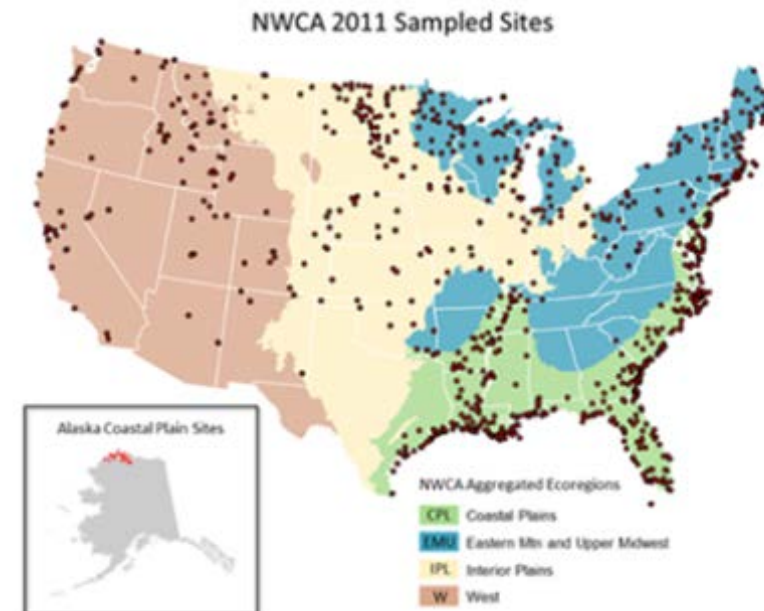 NWCA 2011 Sampled Sites
Alaska Coastal Plain Sites
NWCA Aggregated Ecoregions
CPL Coastal Plains
EMU Eastern Mtn and Upper Midwest
IPL Interior Plains
W West